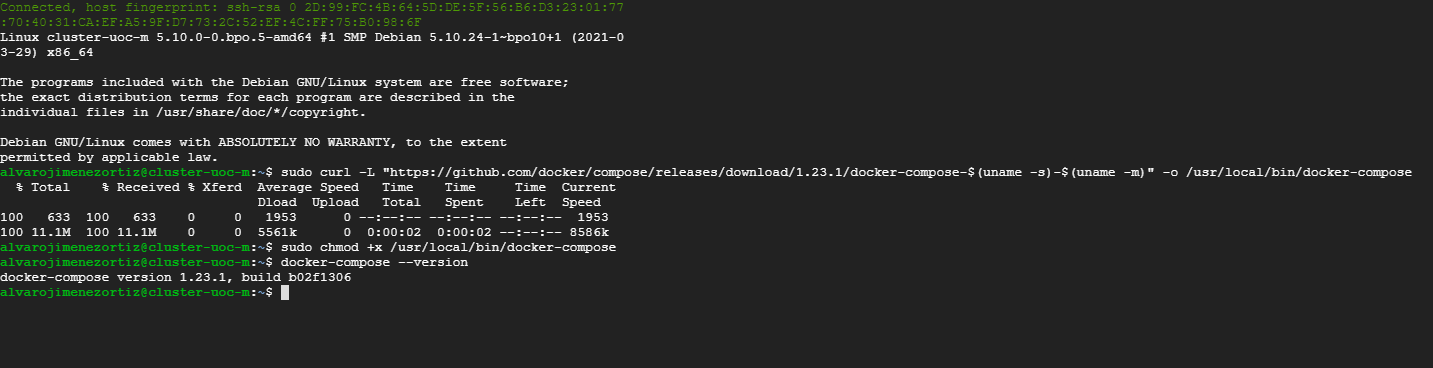 Connected, host fingerprint: ssh-rsa 0 2D:99:FC:4B:64:5D:DE:5F:56:B6:D3:23:01:77
:70:40:31:CA:EF:A5:9F:D7:73:2C:52:EF:4C:FF:75:B0:98:6F
Linux cluster-uoc-m 5.10.0-0.bpo.5-amd64 #1 SMP Debian 5.10.24-1~bpo10+1 (2021-0
3-29) x86_64
The programs included with the Debian GNU/Linux system are free software;
the exact distribution terms for each program are described in the
individual files in /usr/share/doc/*/copyright.
Debian GNU/Linux comes with ABSOLUTELY NO WARRANTY, to the extent
permitted by applicable law.
alvarojimenezortiz@cluster-uoc-m:~$ sudo curl -L "https://github.com/docker/compose/releases/download/1.23.1/docker-compose-$(uname -s)-$(uname -m)" -o /usr/local/bin/docker-compose
  % Total    % Received % Xferd  Average Speed   Time    Time     Time  Current
                                 Dload  Upload   Total   Spent    Left  Speed
100   633  100   633    0     0   1953      0 --:--:-- --:--:-- --:--:--  1953
100 11.1M  100 11.1M    0     0  5561k      0  0:00:02  0:00:02 --:--:-- 8586k
alvarojimenezortiz@cluster-uoc-m:~$ sudo chmod +x /usr/local/bin/docker-compose
alvarojimenezortiz@cluster-uoc-m:~$ docker-compose --version
docker-compose version 1.23.1, build b02f1306
alvarojimenezortiz@cluster-uoc-m:~$